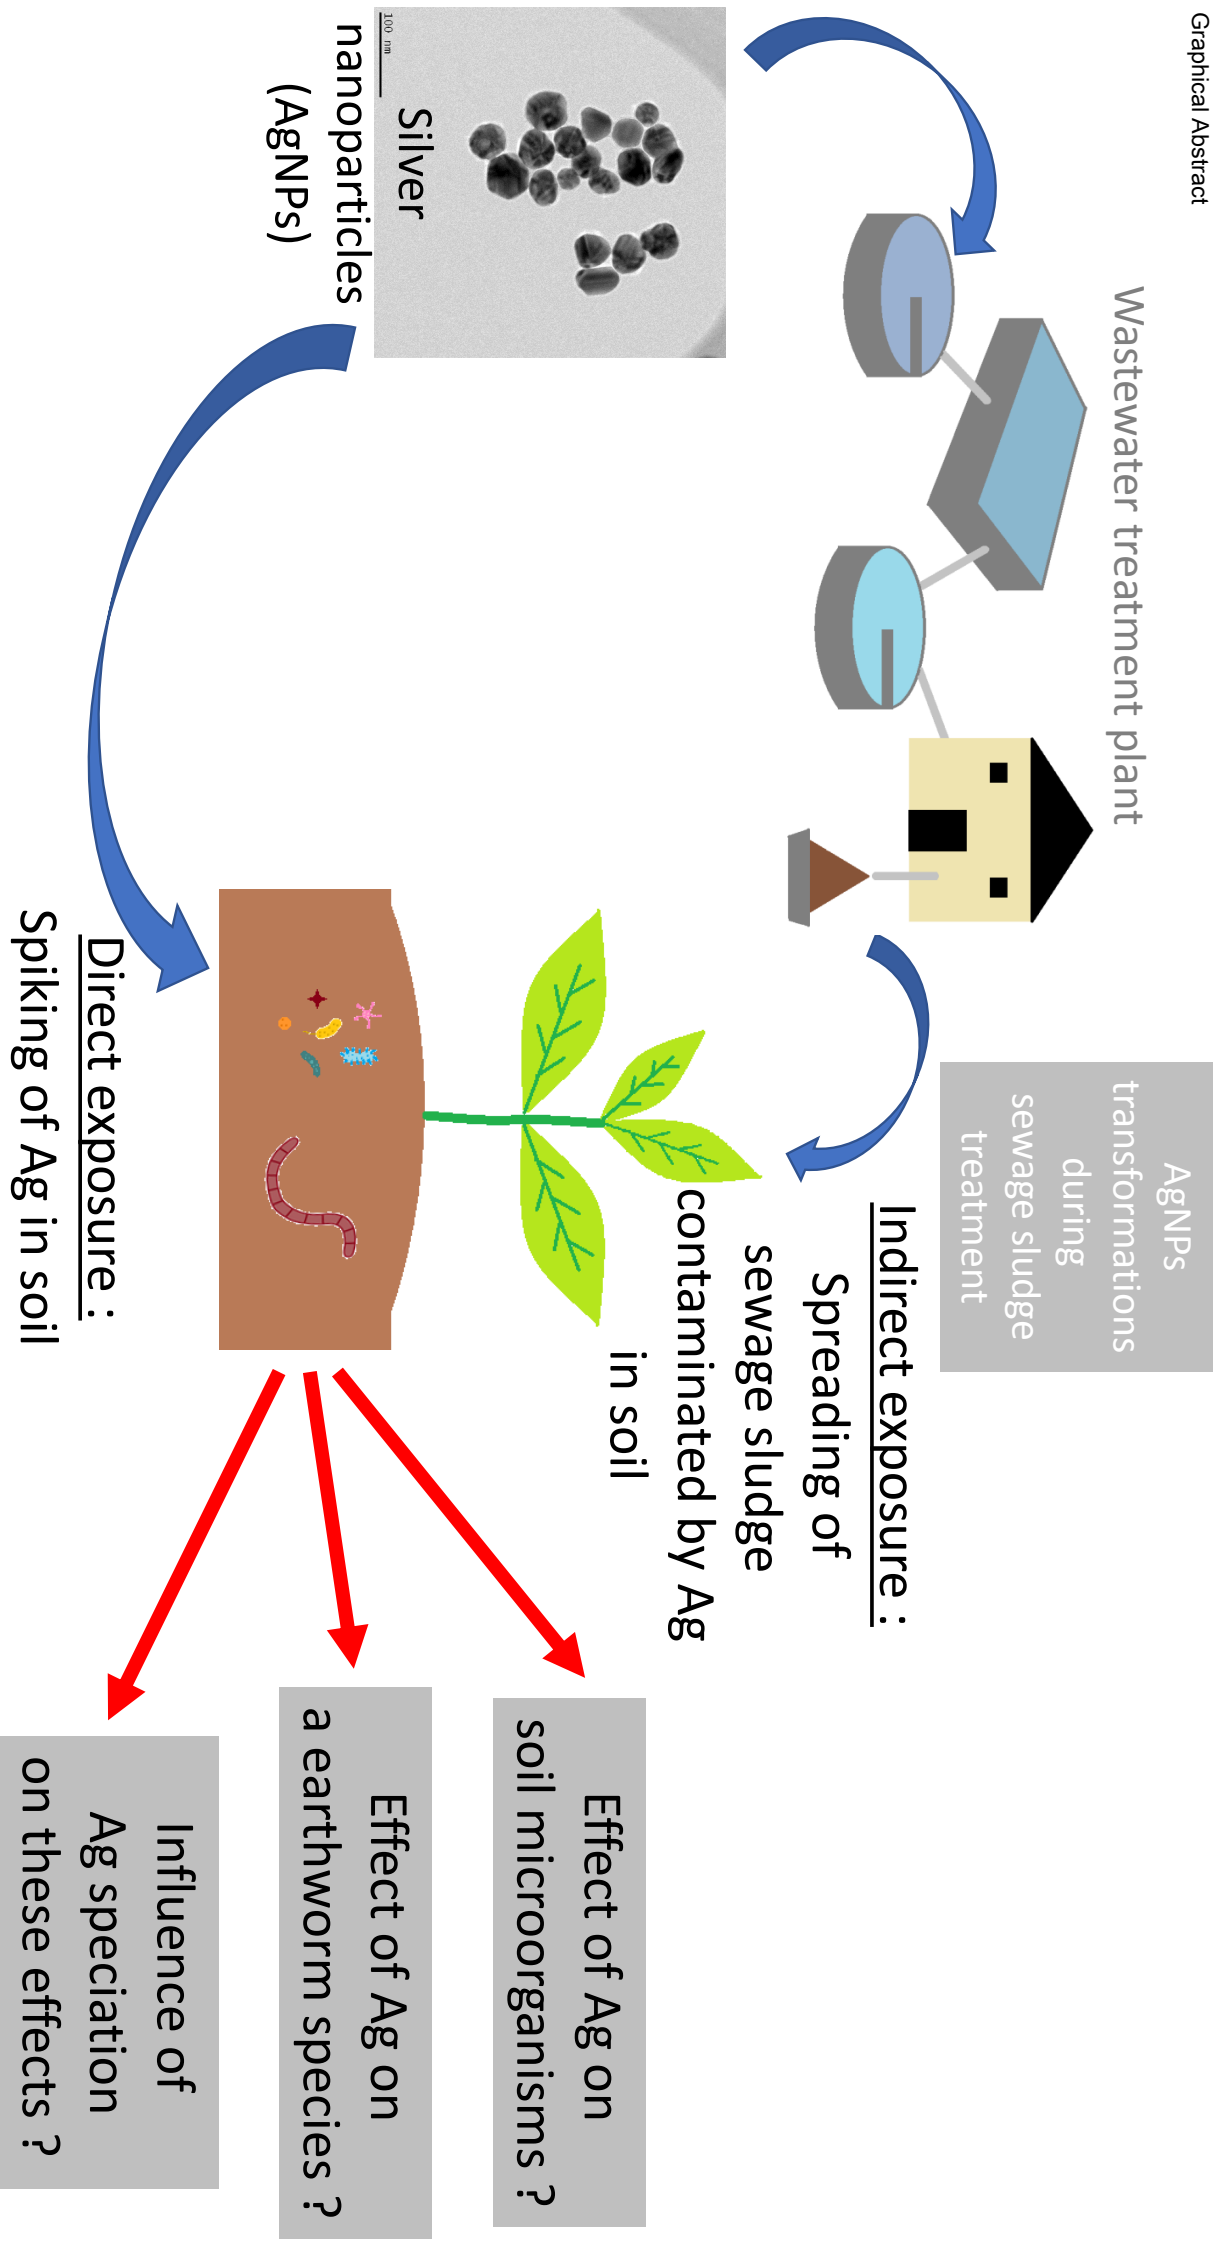 Graphical Abstract
Wastewater treatment plant
AgNPs
transformations
during
sewage sludge
treatment
100 nm
Silver
nanoparticles
(AgNPs)
Indirect exposure :
Spreading of
sewage sludge
contaminated by Ag
in soil
Direct exposure :
Spiking of Ag in soil
Effect of Ag on
soil microorganisms ?
Effect of Ag on
a earthworm species ?
Influence of
Ag speciation
on these effects ?